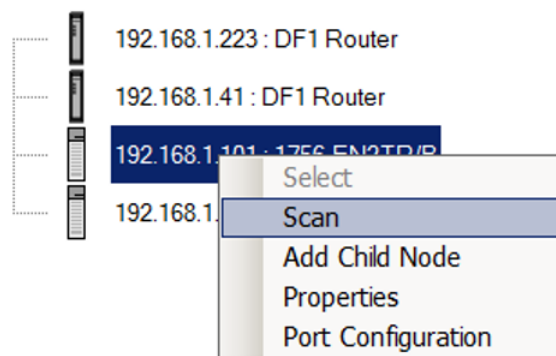 192.168.1.223 : DF1 Router
192.168.1.41 : DF1 Router
192.168.1.101 : 1756-EN2TR/B
Select
192.168.1.
Scan
Add Child Node
Properties
Port Configuration